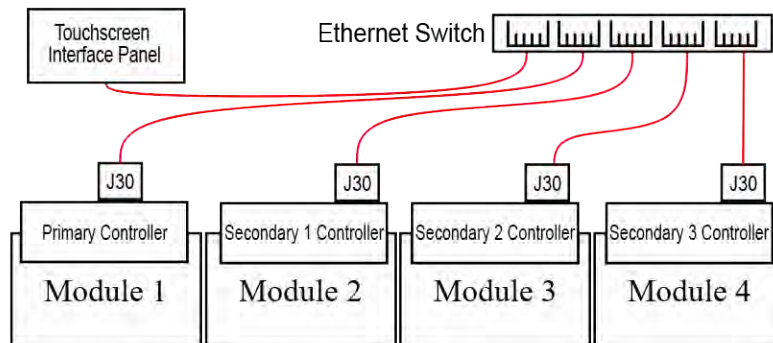 Touchscreen
Interface Panel
Ethernet Switch
J30
J30
J30
J30
Primary Controller
Secondary 1 Controller
Secondary 2 Controller
Secondary 3 Controller
Module 1
Module 2
Module 3
Module 4